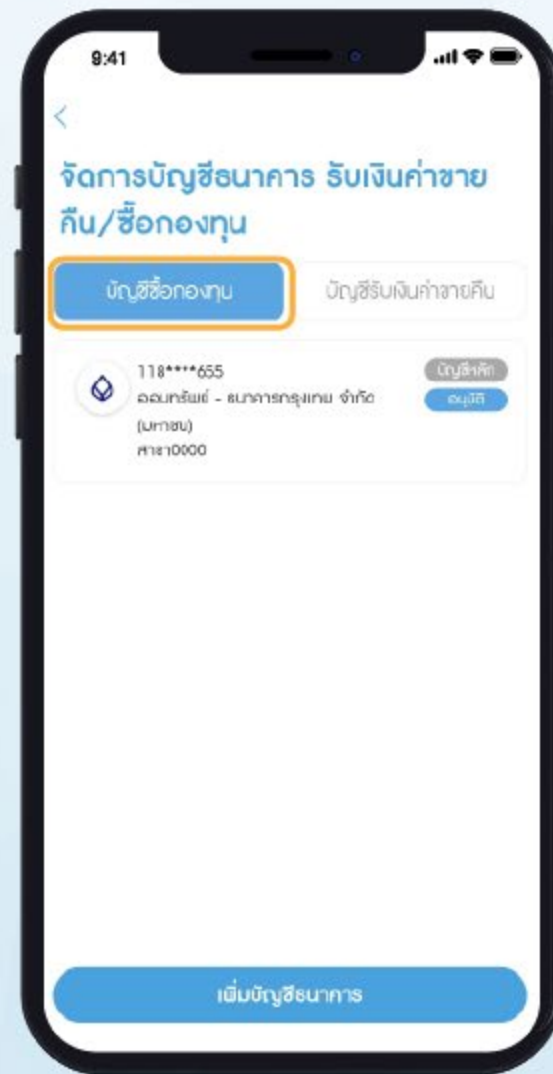 9:41
จัดการบัญชีธนาคาร รับเงินค่าขาย
คืน/ซื้อกองทุน
บัญชีซื้อกองทุน
บัญชีรับเงินค่าขายคืน
118****655
บัญชีหลัก
ออมทรัพย์ - ธนาคารกรุงเทพ จำกัด
อนุมัติ
(มหาชน)
สาขา0000
เพิ่มบัญชีธนาคาร